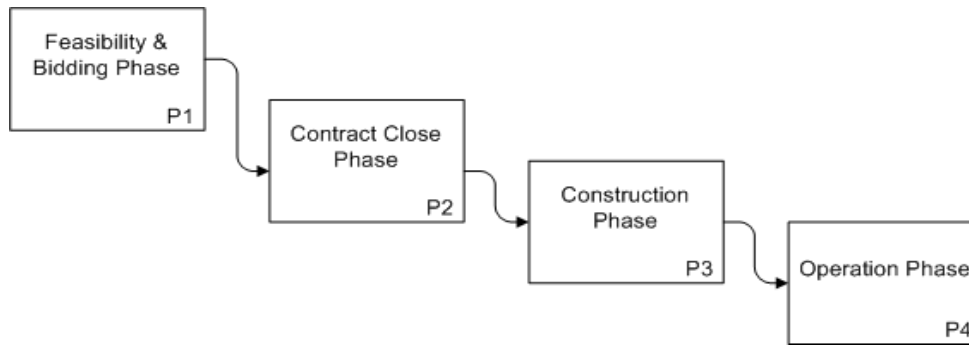 Feasibility &
Bidding Phase
P1
Contract Close
Phase
P2
Construction
Phase
P3
Operation Phase
P4